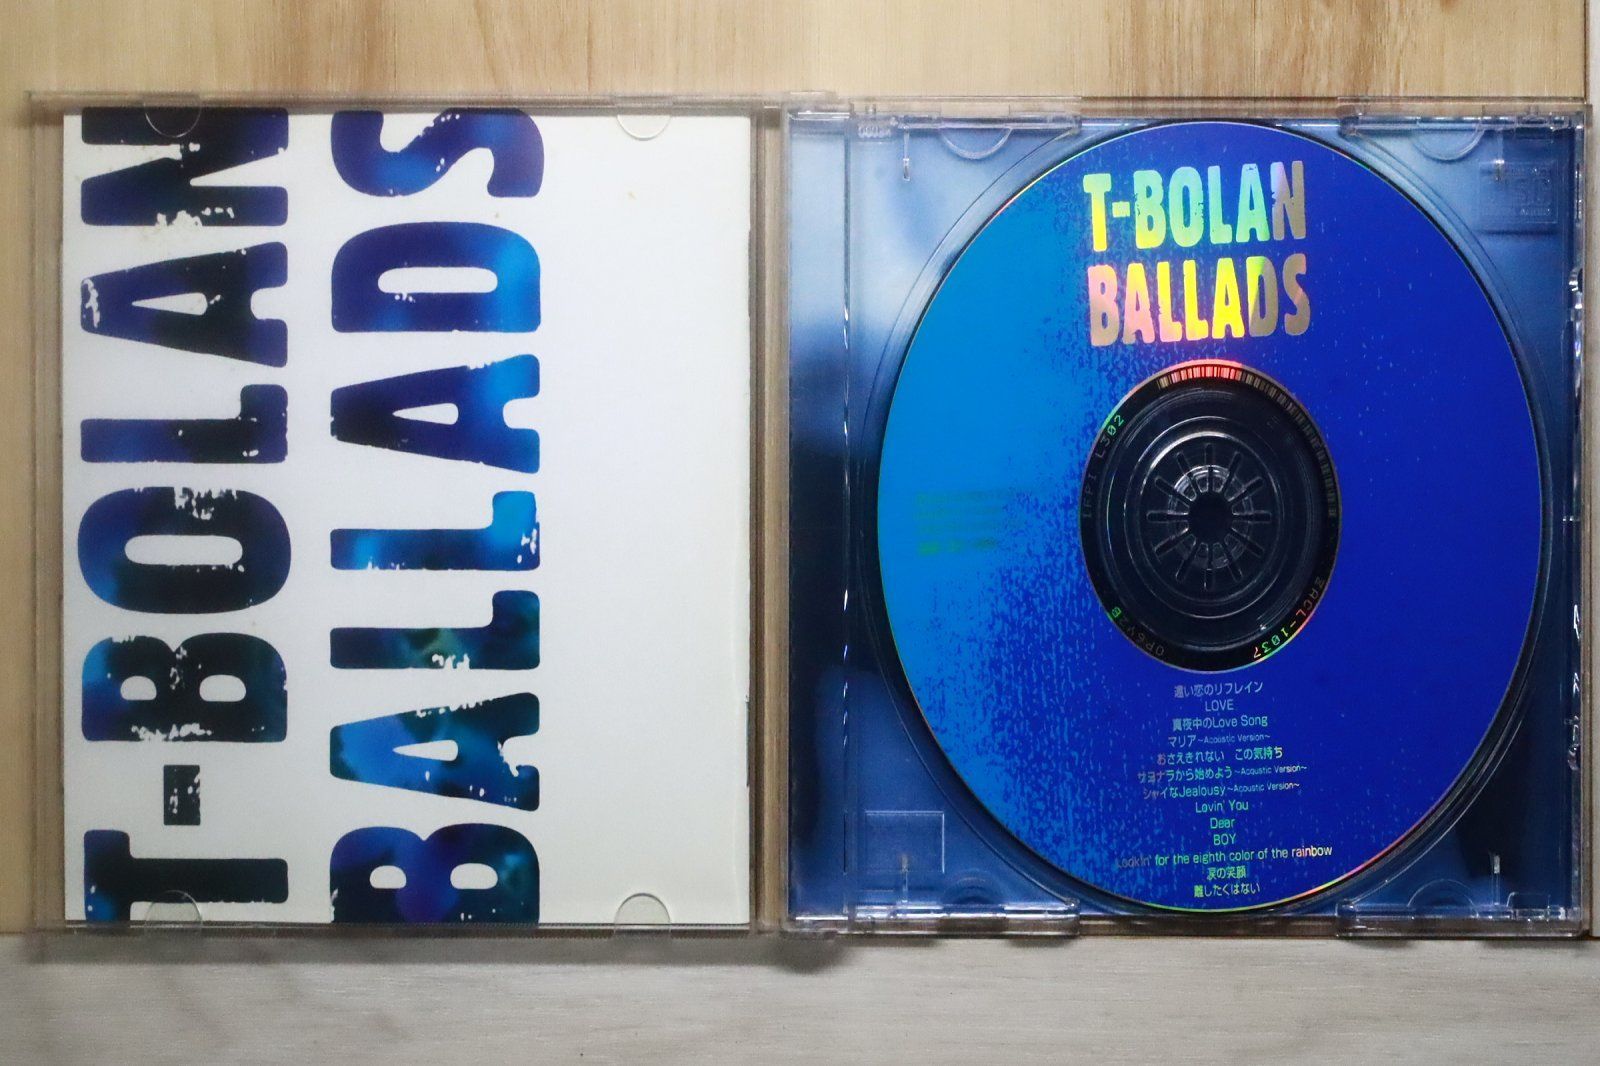 T-BOLAN
BALLADS
T-BOLAN
BALLADS
IFPI L302
ZACL-1037
遠い恋のリフレイン
LOVE
真夜中のLove Song
マリア~Acoustic Version~
おさえきれない この気持ち
サヨナラから始めよう~Acoustic Version~
シャイなJealousy~Acoustic Version~
Lovin' You
Dear
BOY
Lookin' for the eighth color of the rainbow
涙の笑顔
離したくはない